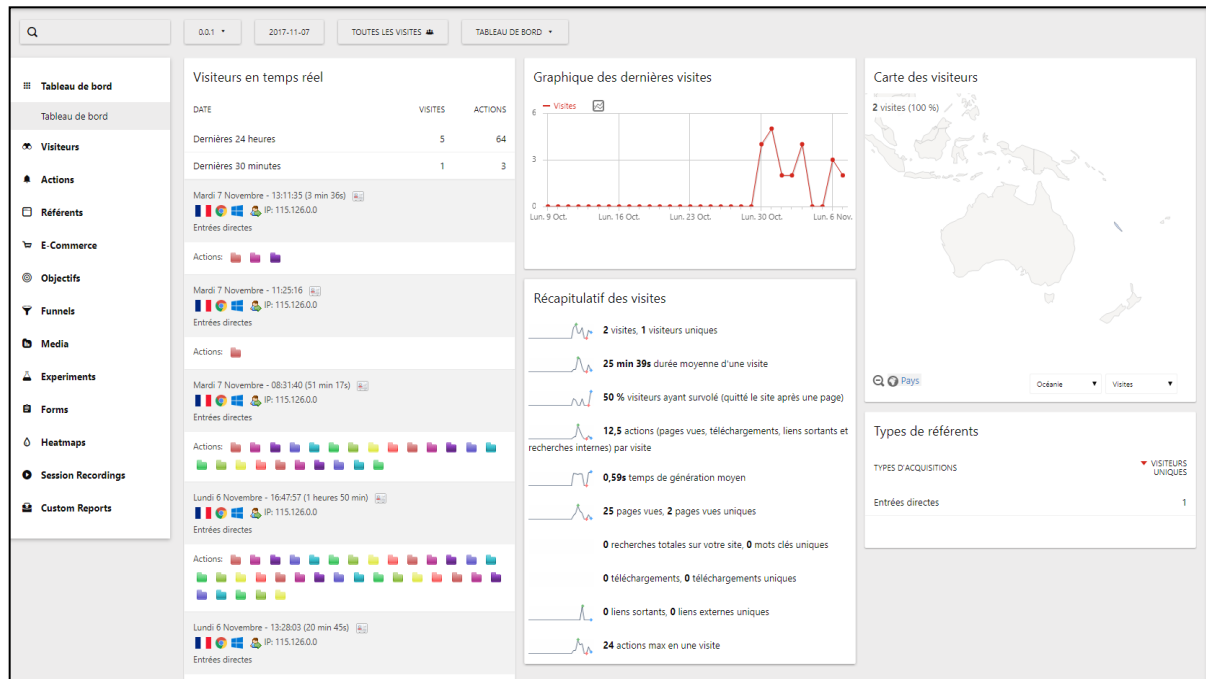 0.0.1
2017-11-07
TOUTES LES VISITES
TABLEAU DE BORD
Tableau de bord
Tableau de bord
Visiteurs
Actions
Référents
E-Commerce
Objectifs
Funnels
Media
Experiments
Forms
Heatmaps
Session Recordings
Custom Reports
Visiteurs en temps réel
DATE VISITES ACTIONS
Dernières 24 heures 5 64
Dernières 30 minutes 1 3
Mardi 7 Novembre - 13:11:35 (3 min 36s)
IP: 115.126.0.0
Entrées directes
Actions:
Mardi 7 Novembre - 11:25:16
IP: 115.126.0.0
Entrées directes
Actions:
Mardi 7 Novembre - 08:31:40 (51 min 17s)
IP: 115.126.0.0
Entrées directes
Actions:
Lundi 6 Novembre - 16:47:57 (1 heures 50 min)
IP: 115.126.0.0
Entrées directes
Actions:
Lundi 6 Novembre - 13:28:03 (20 min 45s)
IP: 115.126.0.0
Entrées directes
Graphique des dernières visites
Visites
6
3
0
Lun. 9 Oct. Lun. 16 Oct. Lun. 23 Oct. Lun. 30 Oct. Lun. 6 Nov.
Récapitulatif des visites
2 visites, 1 visiteurs uniques
25 min 39s durée moyenne d'une visite
50 % visiteurs ayant survolé (quitté le site après une page)
12,5 actions (pages vues, téléchargements, liens sortants et
recherches internes) par visite
0,59s temps de génération moyen
25 pages vues, 2 pages vues uniques
0 recherches totales sur votre site, 0 mots clés uniques
0 téléchargements, 0 téléchargements uniques
0 liens sortants, 0 liens externes uniques
24 actions max en une visite
Carte des visiteurs
2 visites (100 %)
Pays
Océanie
Visites
Types de référents
TYPES D'ACQUISITIONS VISITEURS
UNIQUES
Entrées directes 1